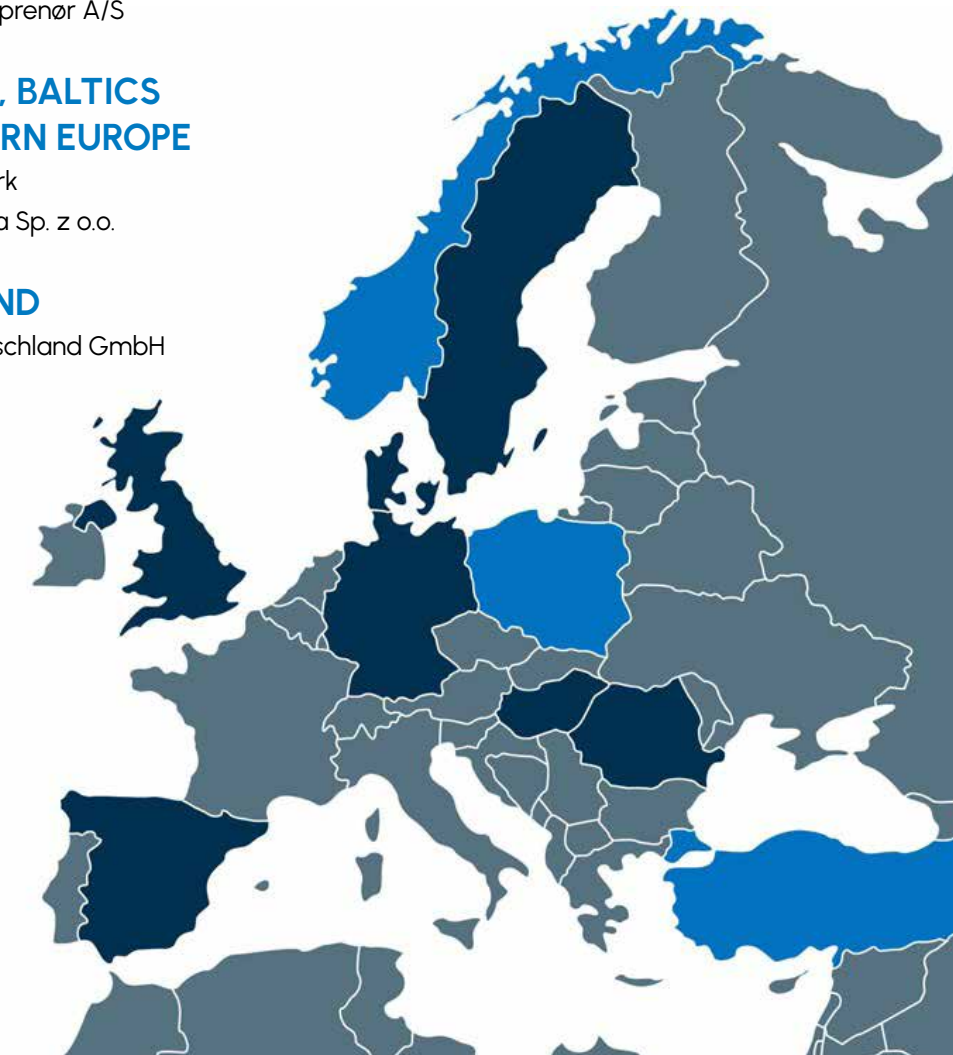 prenør A/S
, BALTICS
RN EUROPE
rk
a Sp. z o.o.
ND
schland GmbH